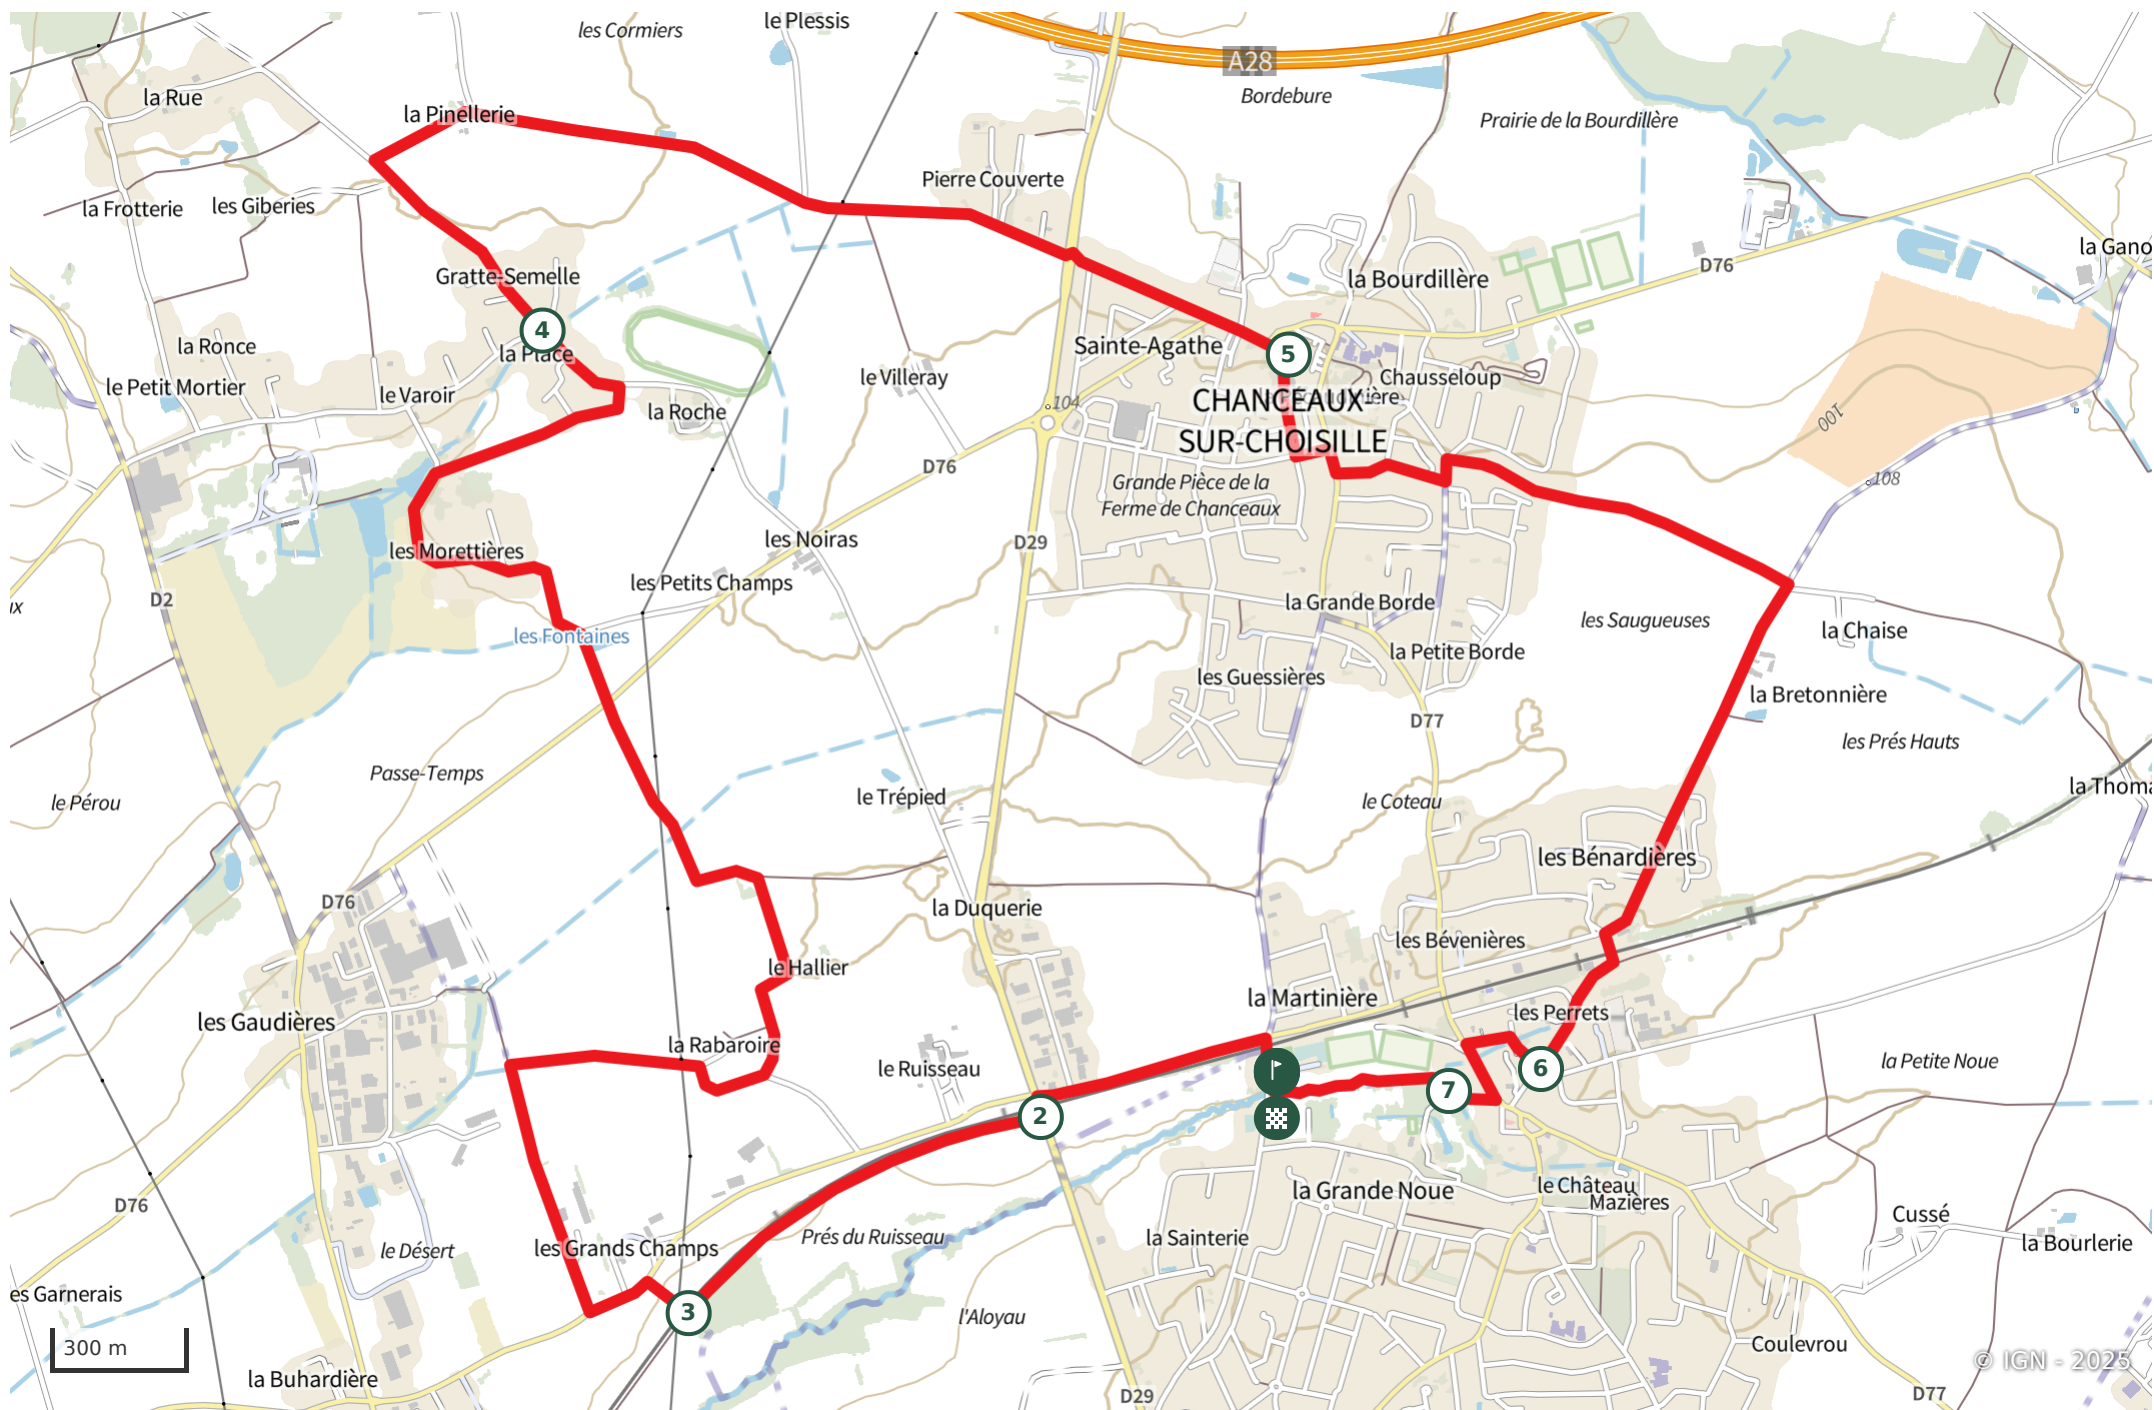 le Plessis
les Cormiers
A28
Bordebure
la Rue
la Pinellerie
Prairie de la Bourdillère
Pierre Couverte
la Frotterie
les Giberies
la Gano
D76
Gratte-Semelle
la Bourdillère
4
la Place
la Ronce
Sainte-Agathe
5
le Petit Mortier
le Varoir
le Villeray
Chausseloup
la Roche
104
CHANCEAUX-
SUR-CHOISILLE
100
D76
108
Grande Pièce de la
Ferme de Chanceaux
les Morettières
les Noiras
D29
les Petits Champs
D2
ux
la Grande Borde
les Saugueuses
la Chaise
les Fontaines
la Petite Borde
les Guessières
la Bretonnière
D77
les Prés Hauts
Passe-Temps
le Pérou
le Trépied
le Coteau
la Thoma
les Bénardières
D76
la Duquerie
les Bévenières
le Hallier
la Martinière
les Perrets
les Gaudières
la Rabaroire
le Ruisseau
la Petite Noue
6
7
2
D76
la Grande Noue
le Château
Mazières
Cussé
le Désert
les Grands Champs
Prés du Ruisseau
la Sainterie
la Bourlerie
es Garnerais
3
l'Aloyau
300 m
Coulevrou
© IGN - 2025
la Buhardière
D29
D77